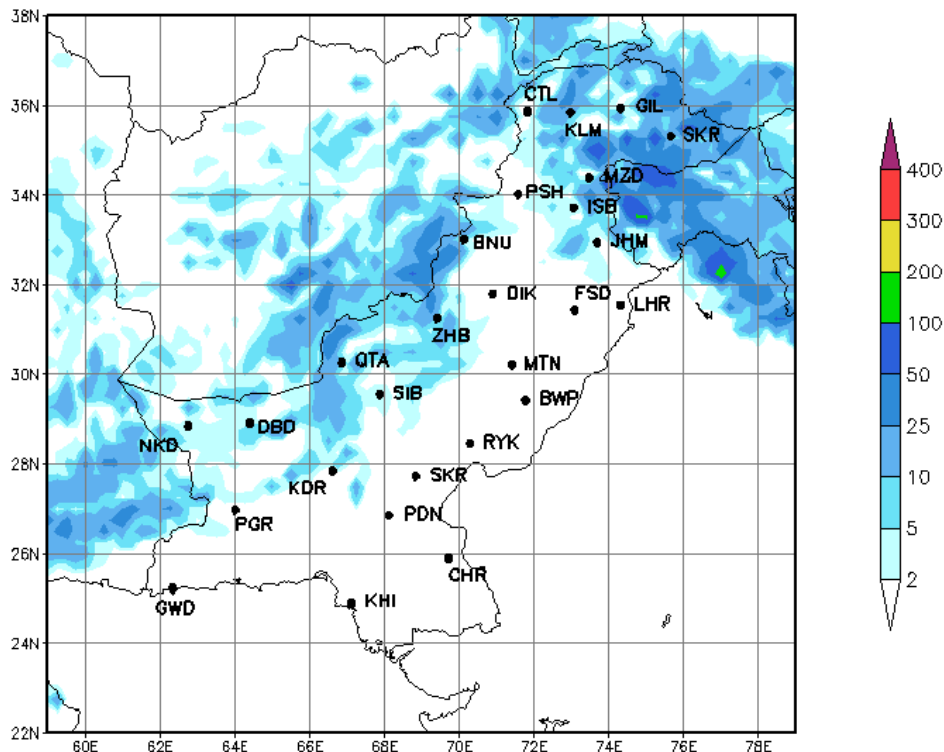 38N
36N
34N
32N
30N
28N
26N
24N
22N
CTL
GIL
KLM
SKR
MZD
PSH
ISB
BNU
JHM
DIK
FSD
LHR
ZHB
QTA
MTN
SIB
BWP
DBD
NKD
RYK
KDR
SKR
PDN
PGR
CHR
GWD
KHI
60E 62E 64E 66E 68E 70E 72E 74E 76E 78E
400
300
200
100
50
25
10
5
2